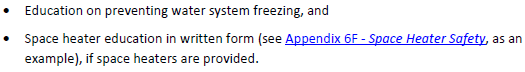 • Education on preventing water system freezing, and
• Space heater education in written form (see Appendix 6F - Space Heater Safety, as an
example), if space heaters are provided.